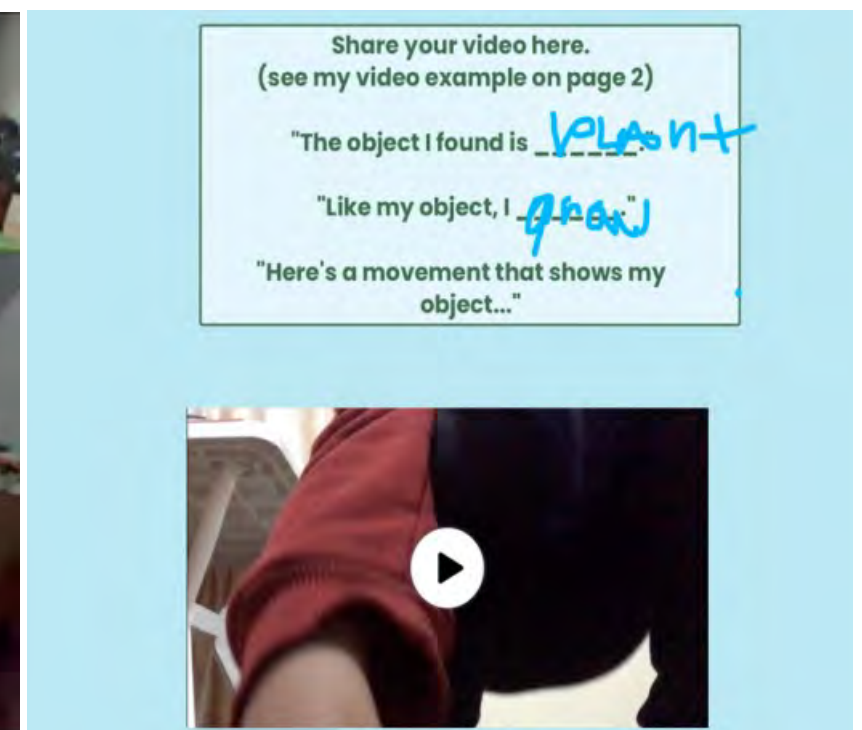 Share your video here.
(see my video example on page 2)
"The object I found is pLAnt."
"Like my object, I grow."
"Here's a movement that shows my
object..."